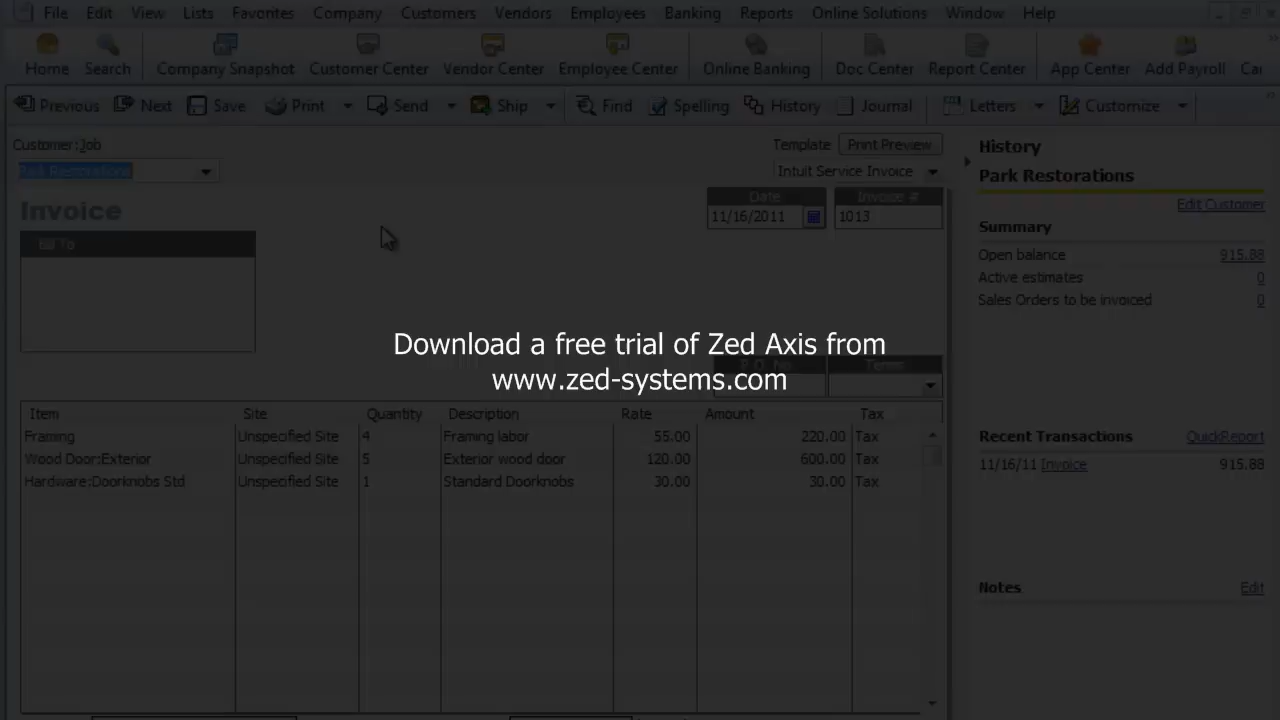 File Edit View Lists Favorites Company Customers Vendors Employees Banking Reports Online Solutions Window Help
Home Search Company Snapshot Customer Center Vendor Center Employee Center Online Banking Doc Center Report Center App Center Add Payroll
Previous Next Save Print Send Ship Find Spelling History Journal Letters Customize
Customer:Job Template Print Preview
Park Restorations Intuit Service Invoice
Invoice
Date Invoice #
11/16/2011 1013
Bill To
History
Park Restorations
Edit Customer
Summary
Open balance 915.88
Active estimates 0
Sales Orders to be invoiced 0
Download a free trial of Zed Axis from
www.zed-systems.com
P.O. No. Terms
Item Site Quantity Description Rate Amount Tax
Framing Unspecified Site 4 Framing labor 55.00 220.00 Tax
Wood Door:Exterior Unspecified Site 5 Exterior wood door 120.00 600.00 Tax
Hardware:Doorknobs Std Unspecified Site 1 Standard Doorknobs 30.00 30.00 Tax
Recent Transactions QuickReport
11/16/11 Invoice 915.88
Notes Edit